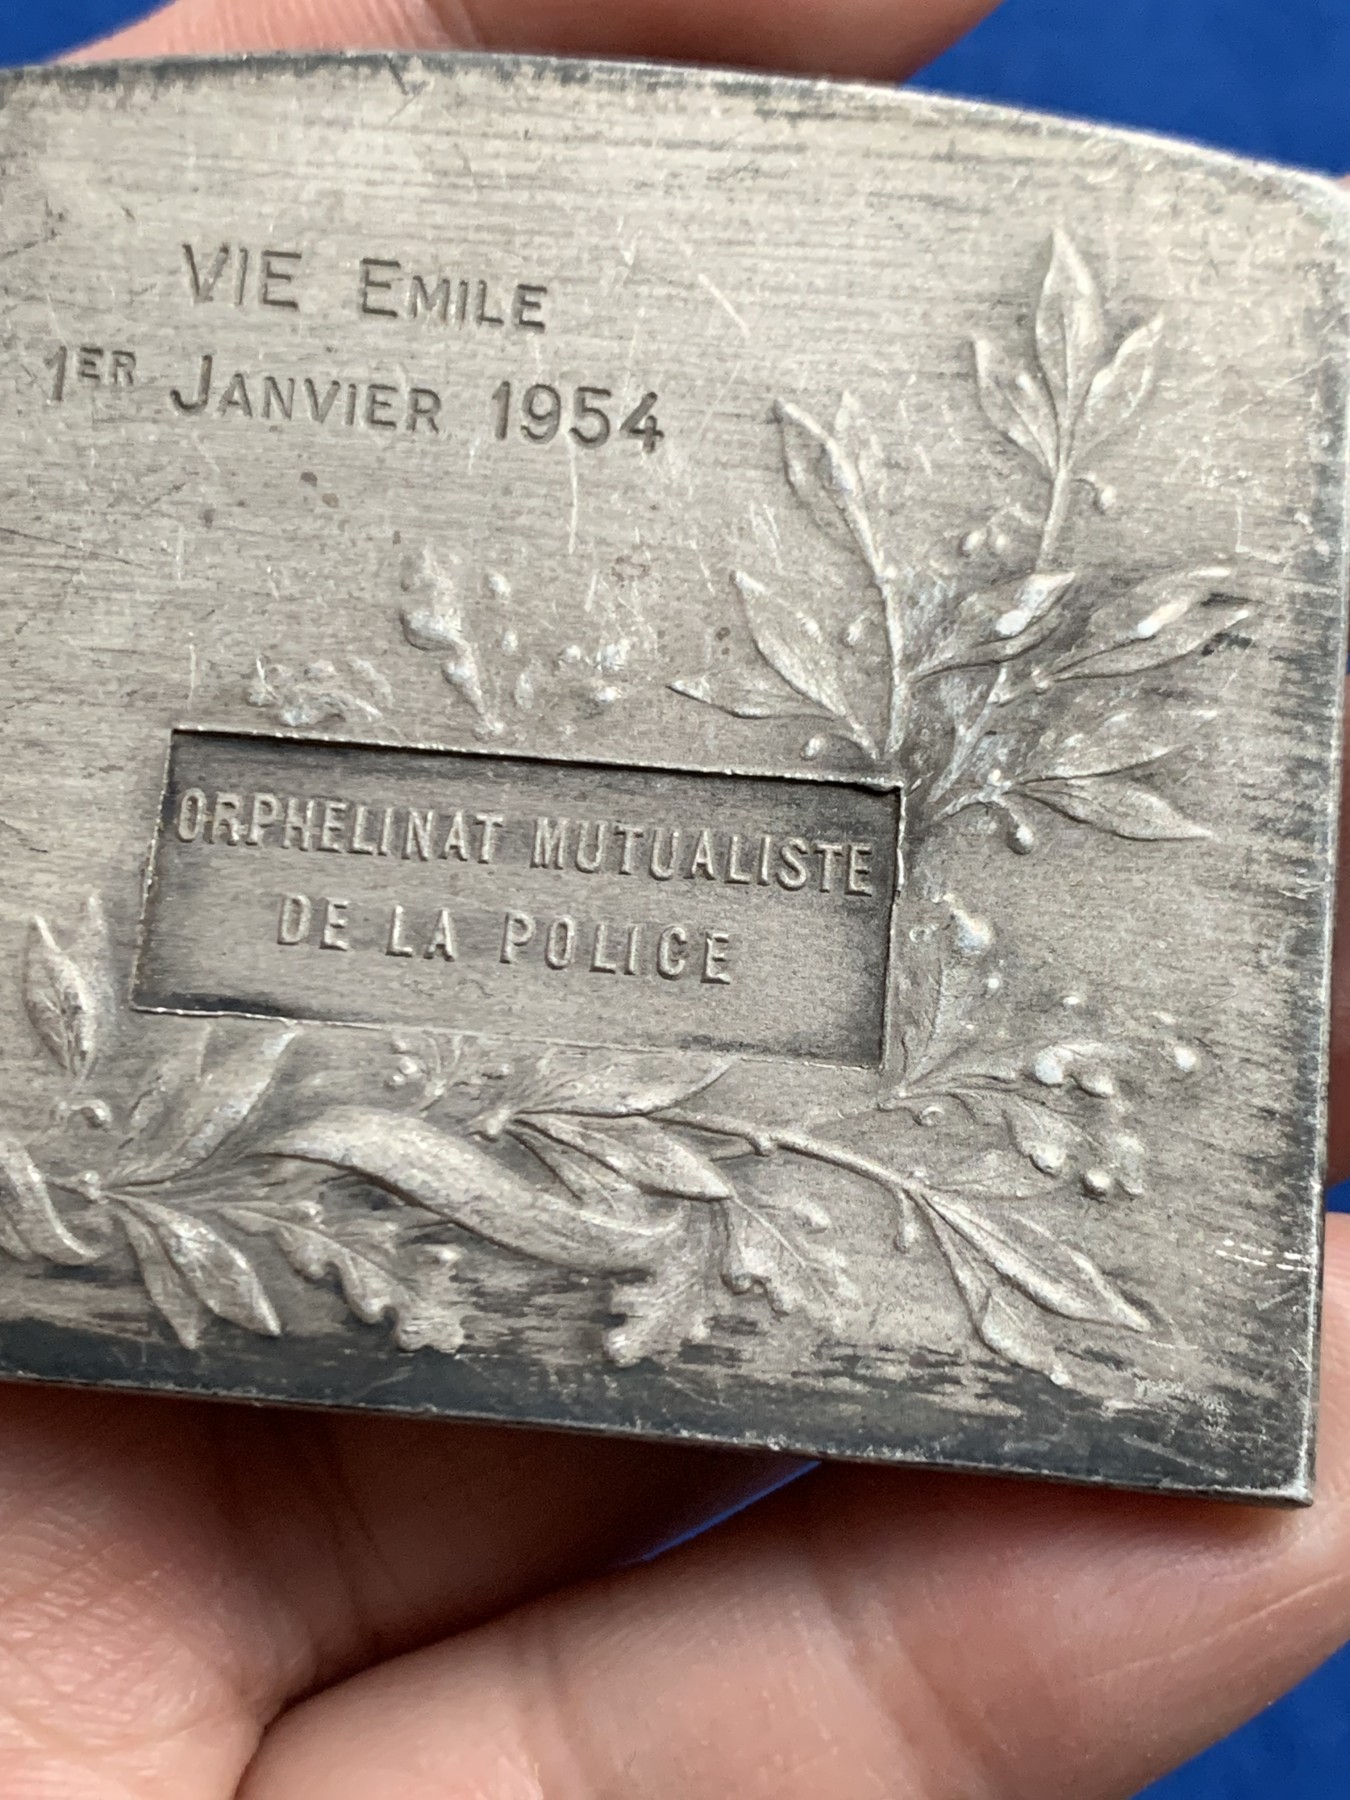 VIE EMILE
1ER JANVIER 1954
ORPHELINAT MUTUALISTE
DE LA POLICE